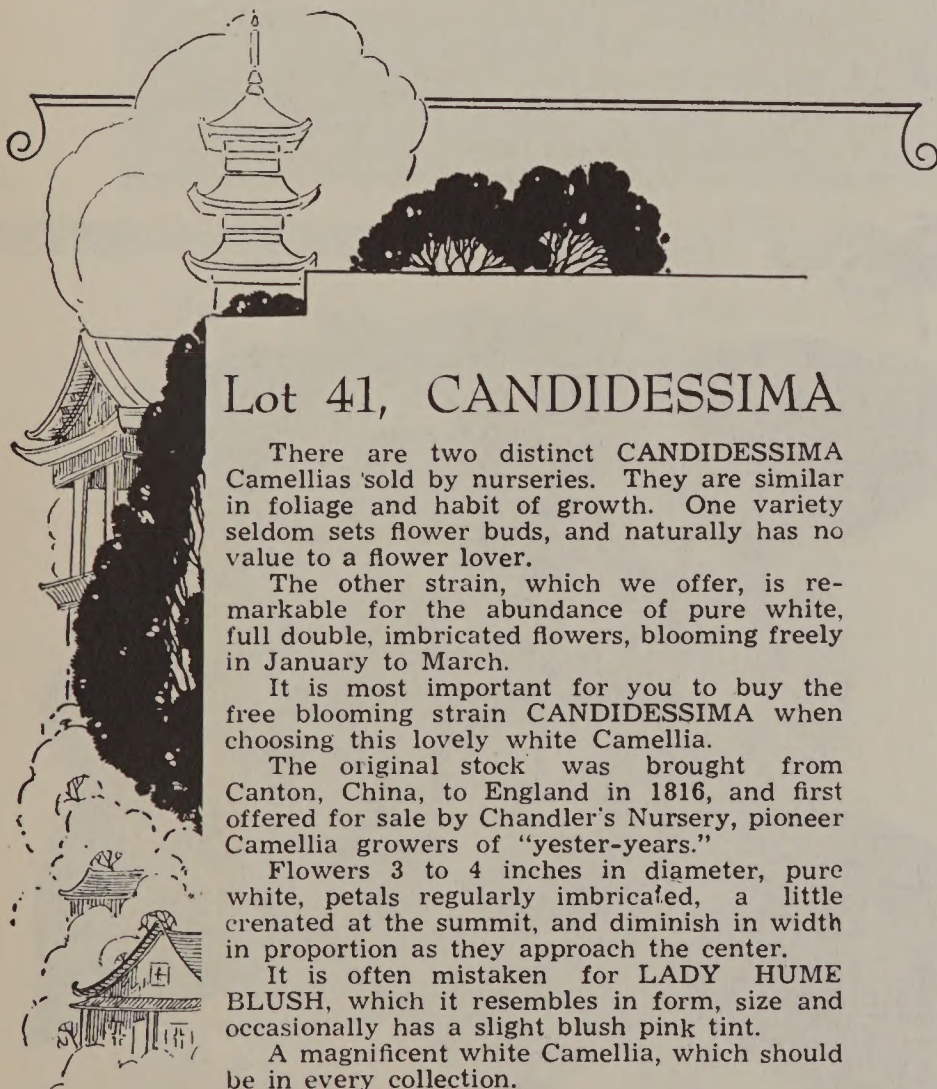 Lot 41, CANDIDESSIMA
There are two distinct CANDIDESSIMA
Camellias sold by nurseries. They are similar
in foliage and habit of growth. One variety
seldom sets flower buds, and naturally has no
value to a flower lover.
The other strain, which we offer, is re-
markable for the abundance of pure white,
full double, imbricated flowers, blooming freely
in January to March.
It is most important for you to buy the
free blooming strain CANDIDESSIMA when
choosing this lovely white Camellia.
The original stock was brought from
Canton, China, to England in 1816, and first
offered for sale by Chandler's Nursery, pioneer
Camellia growers of "yester-years."
Flowers 3 to 4 inches in diameter, pure
white, petals regularly imbricated, a little
crenated at the summit, and diminish in width
in proportion as they approach the center.
It is often mistaken for LADY HUME
BLUSH, which it resembles in form, size and
occasionally has a slight blush pink tint.
A magnificent white Camellia, which should
be in every collection.